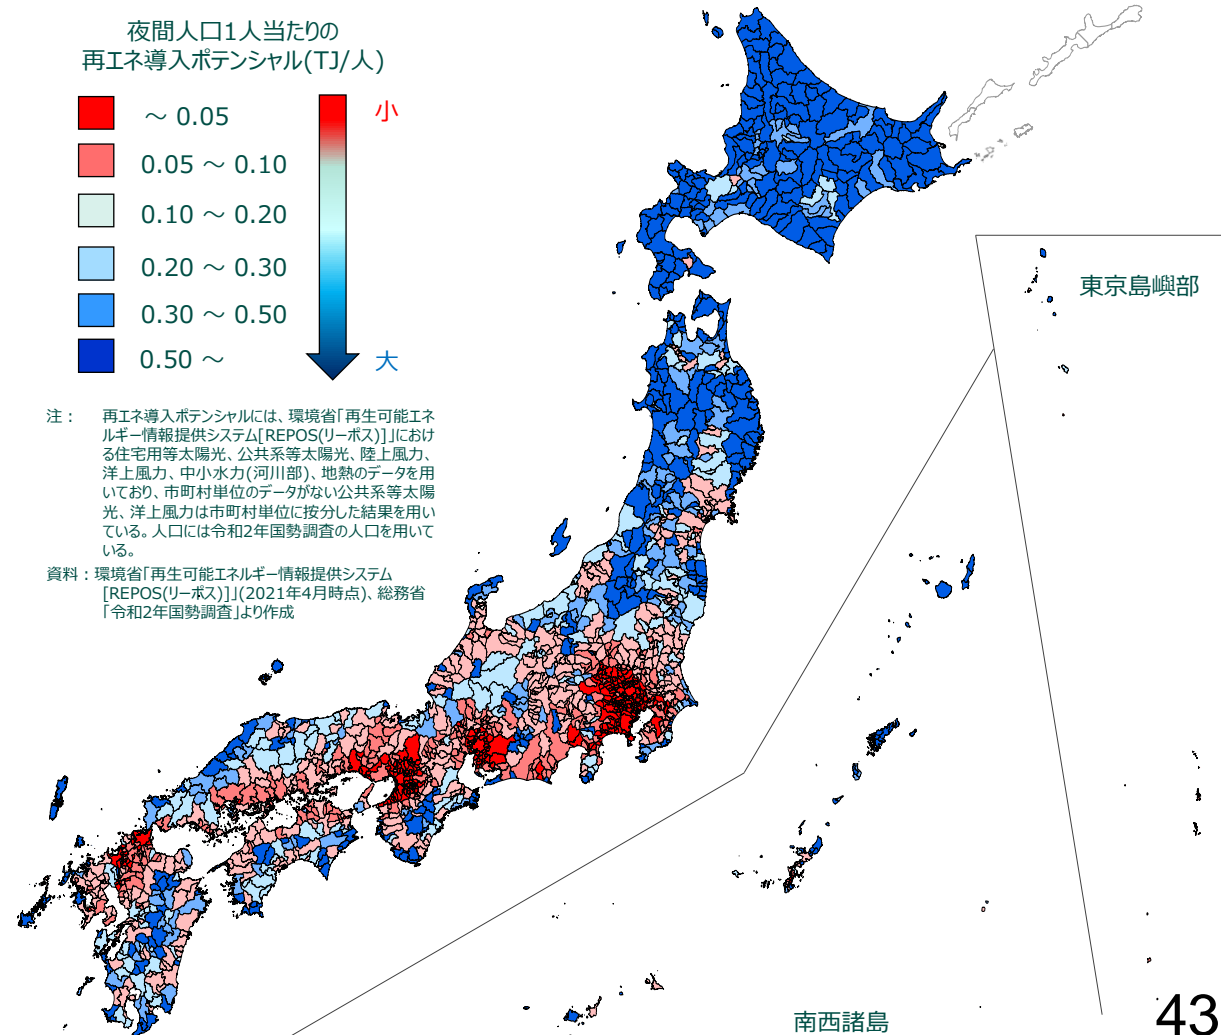 夜間人口1人当たりの
再エネ導入ポテンシャル(TJ/人)
～ 0.05
0.05 ～ 0.10
0.10 ～ 0.20
0.20 ～ 0.30
0.30 ～ 0.50
0.50 ～
小
大
注： 再エネ導入ポテンシャルには、環境省「再生可能エネ
ルギー情報提供システム[REPOS(リーポス)]」におけ
る住宅用等太陽光、公共系等太陽光、陸上風力、
洋上風力、中小水力(河川部)、地熱のデータを用
いており、市町村単位のデータがない公共系等太陽
光、洋上風力は市町村単位に按分した結果を用い
ている。人口には令和2年国勢調査の人口を用いて
いる。
資料：環境省「再生可能エネルギー情報提供システム
[REPOS(リーポス)]」(2021年4月時点)、総務省
「令和2年国勢調査」より作成
東京島嶼部
南西諸島
43